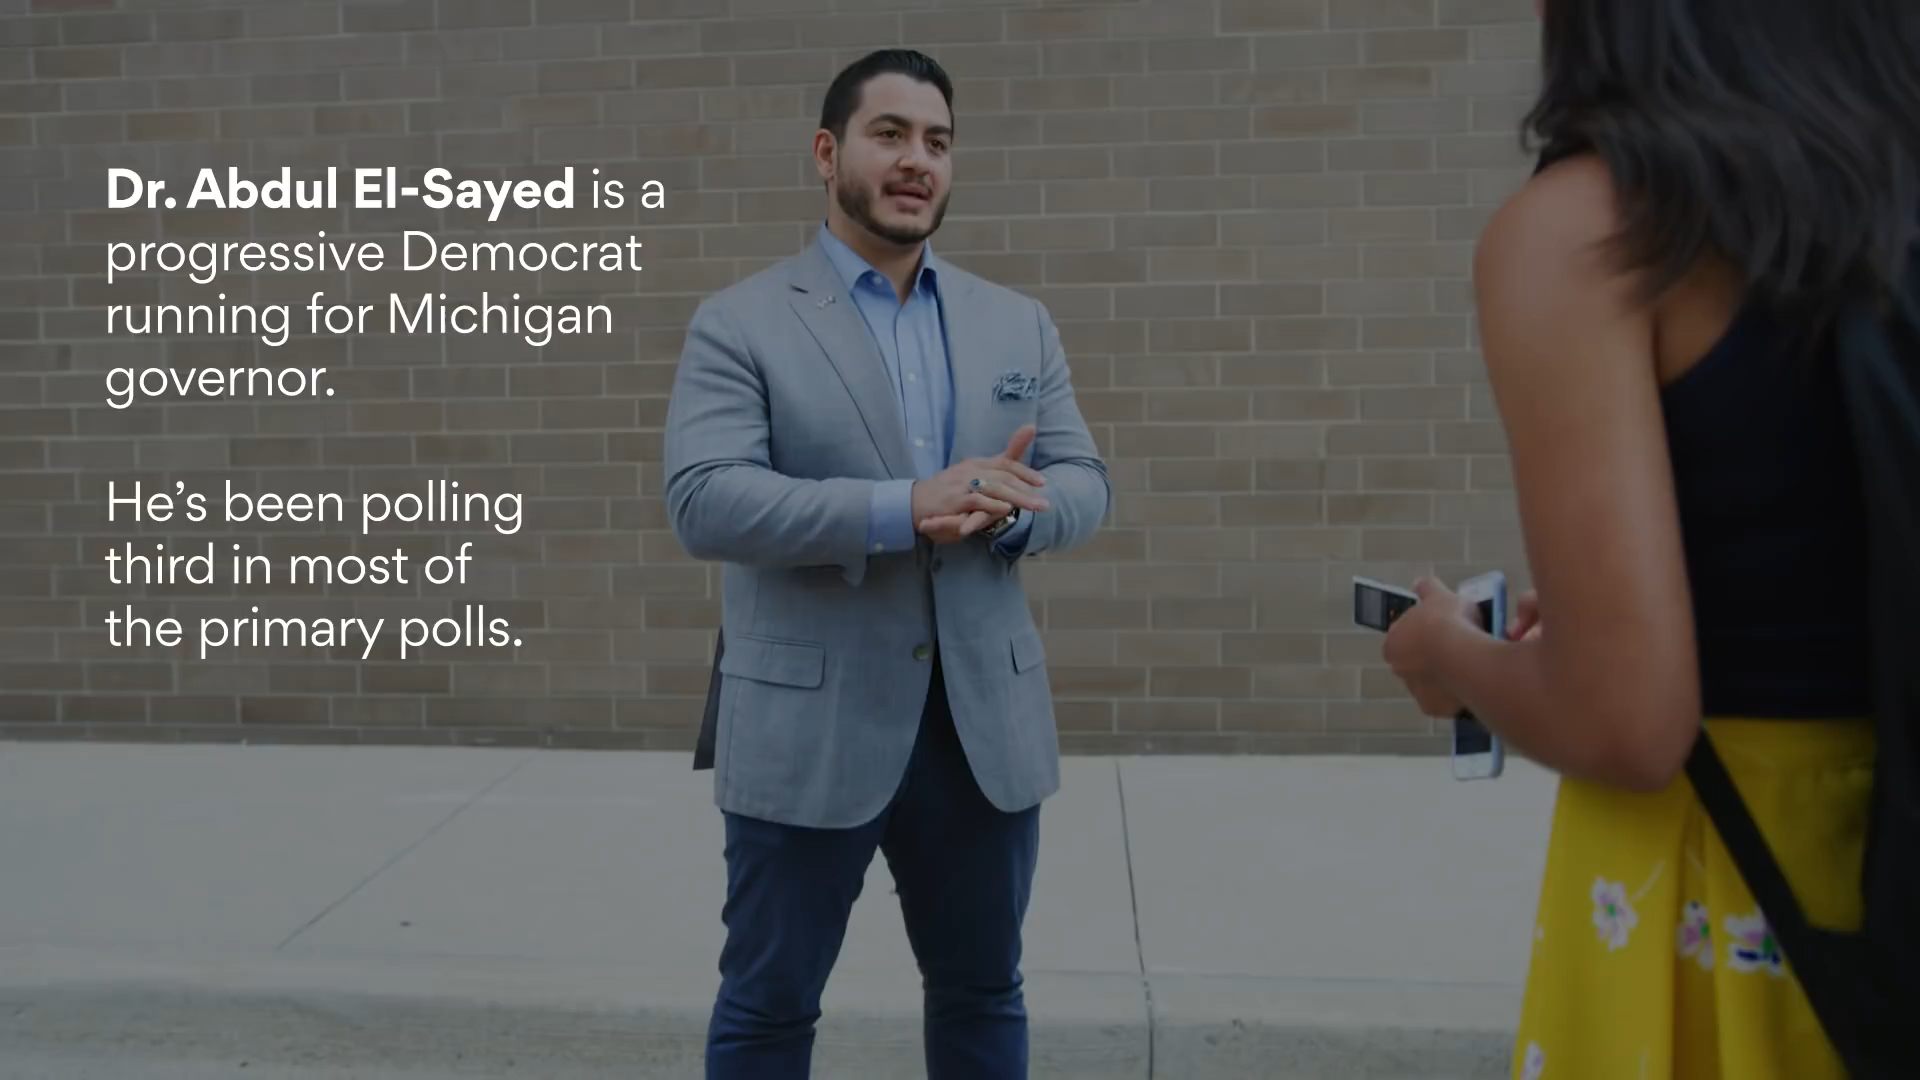 Dr. Abdul El-Sayed is a
progressive Democrat
running for Michigan
governor.
He’s been polling
third in most of
the primary polls.